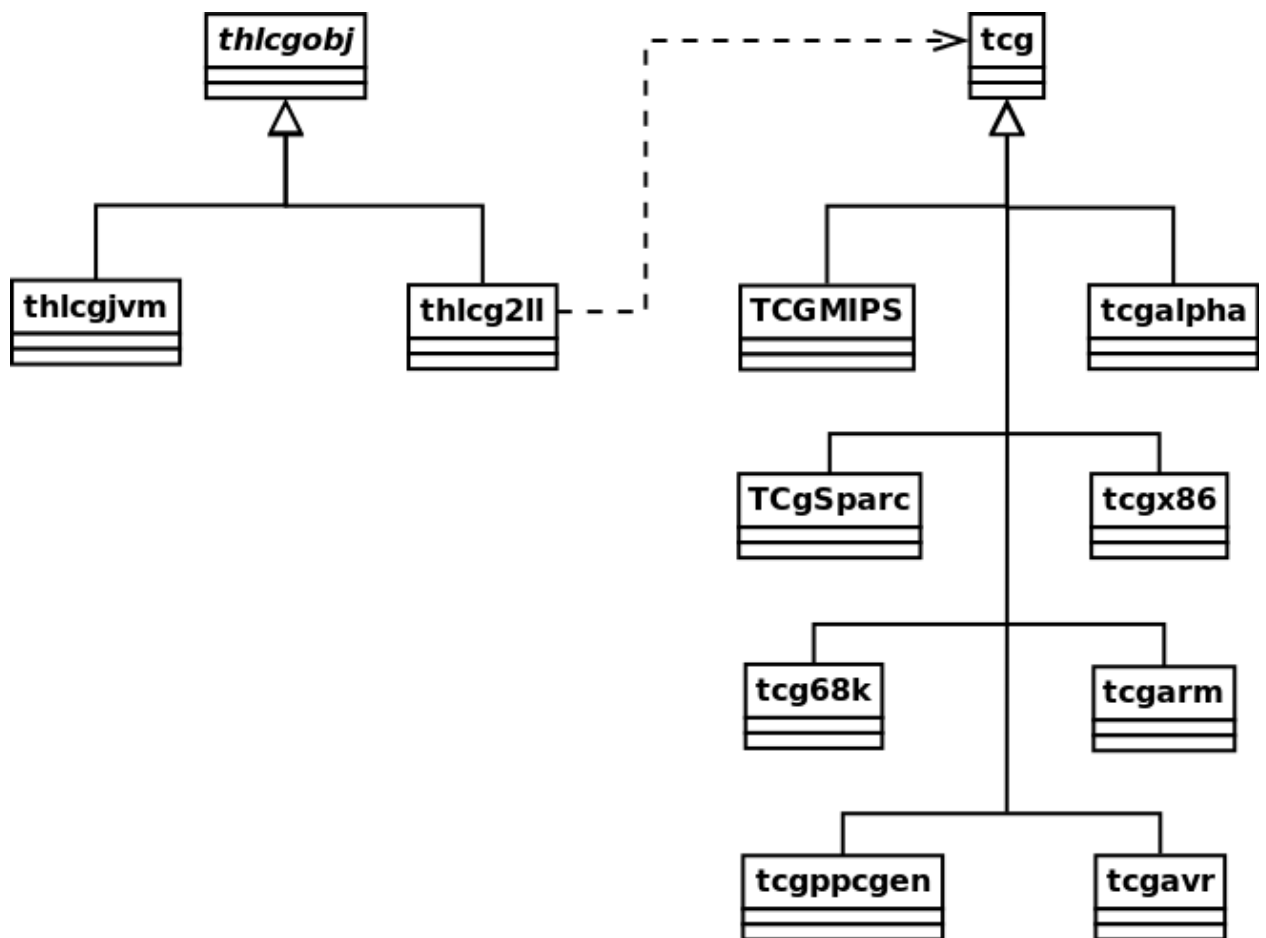 thlcgobj
tcg
thlcgjvm
thlcg2ll
TCGMIPS
tcgalpha
TCgSparc
tcgx86
tcg68k
tcgarm
tcgppcgen
tcgavr